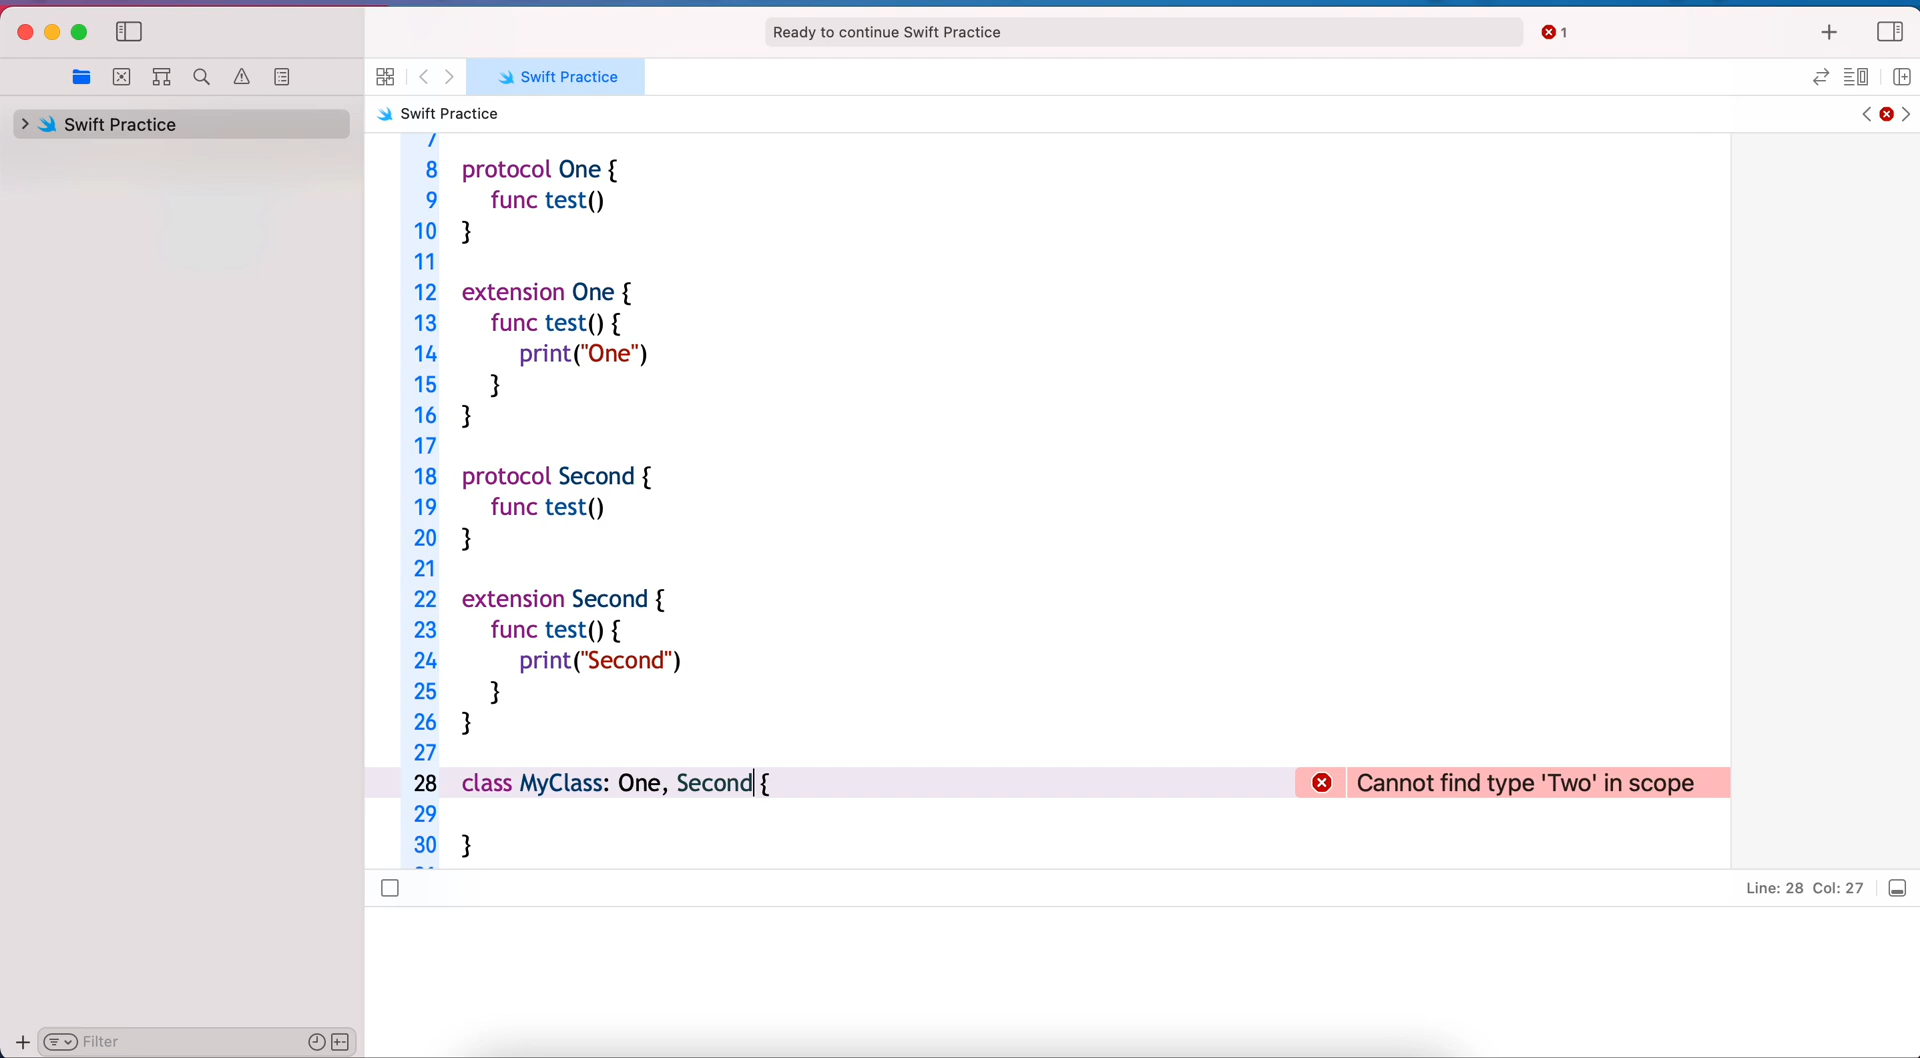 Ready to continue Swift Practice
1
Swift Practice
Swift Practice
Swift Practice
7
8 protocol One {
9 func test()
10 }
11
12 extension One {
13 func test() {
14 print("One")
15 }
16 }
17
18 protocol Second {
19 func test()
20 }
21
22 extension Second {
23 func test() {
24 print("Second")
25 }
26 }
27
28 class MyClass: One, Second {
Cannot find type 'Two' in scope
29
30 }
Line: 28 Col: 27
Filter